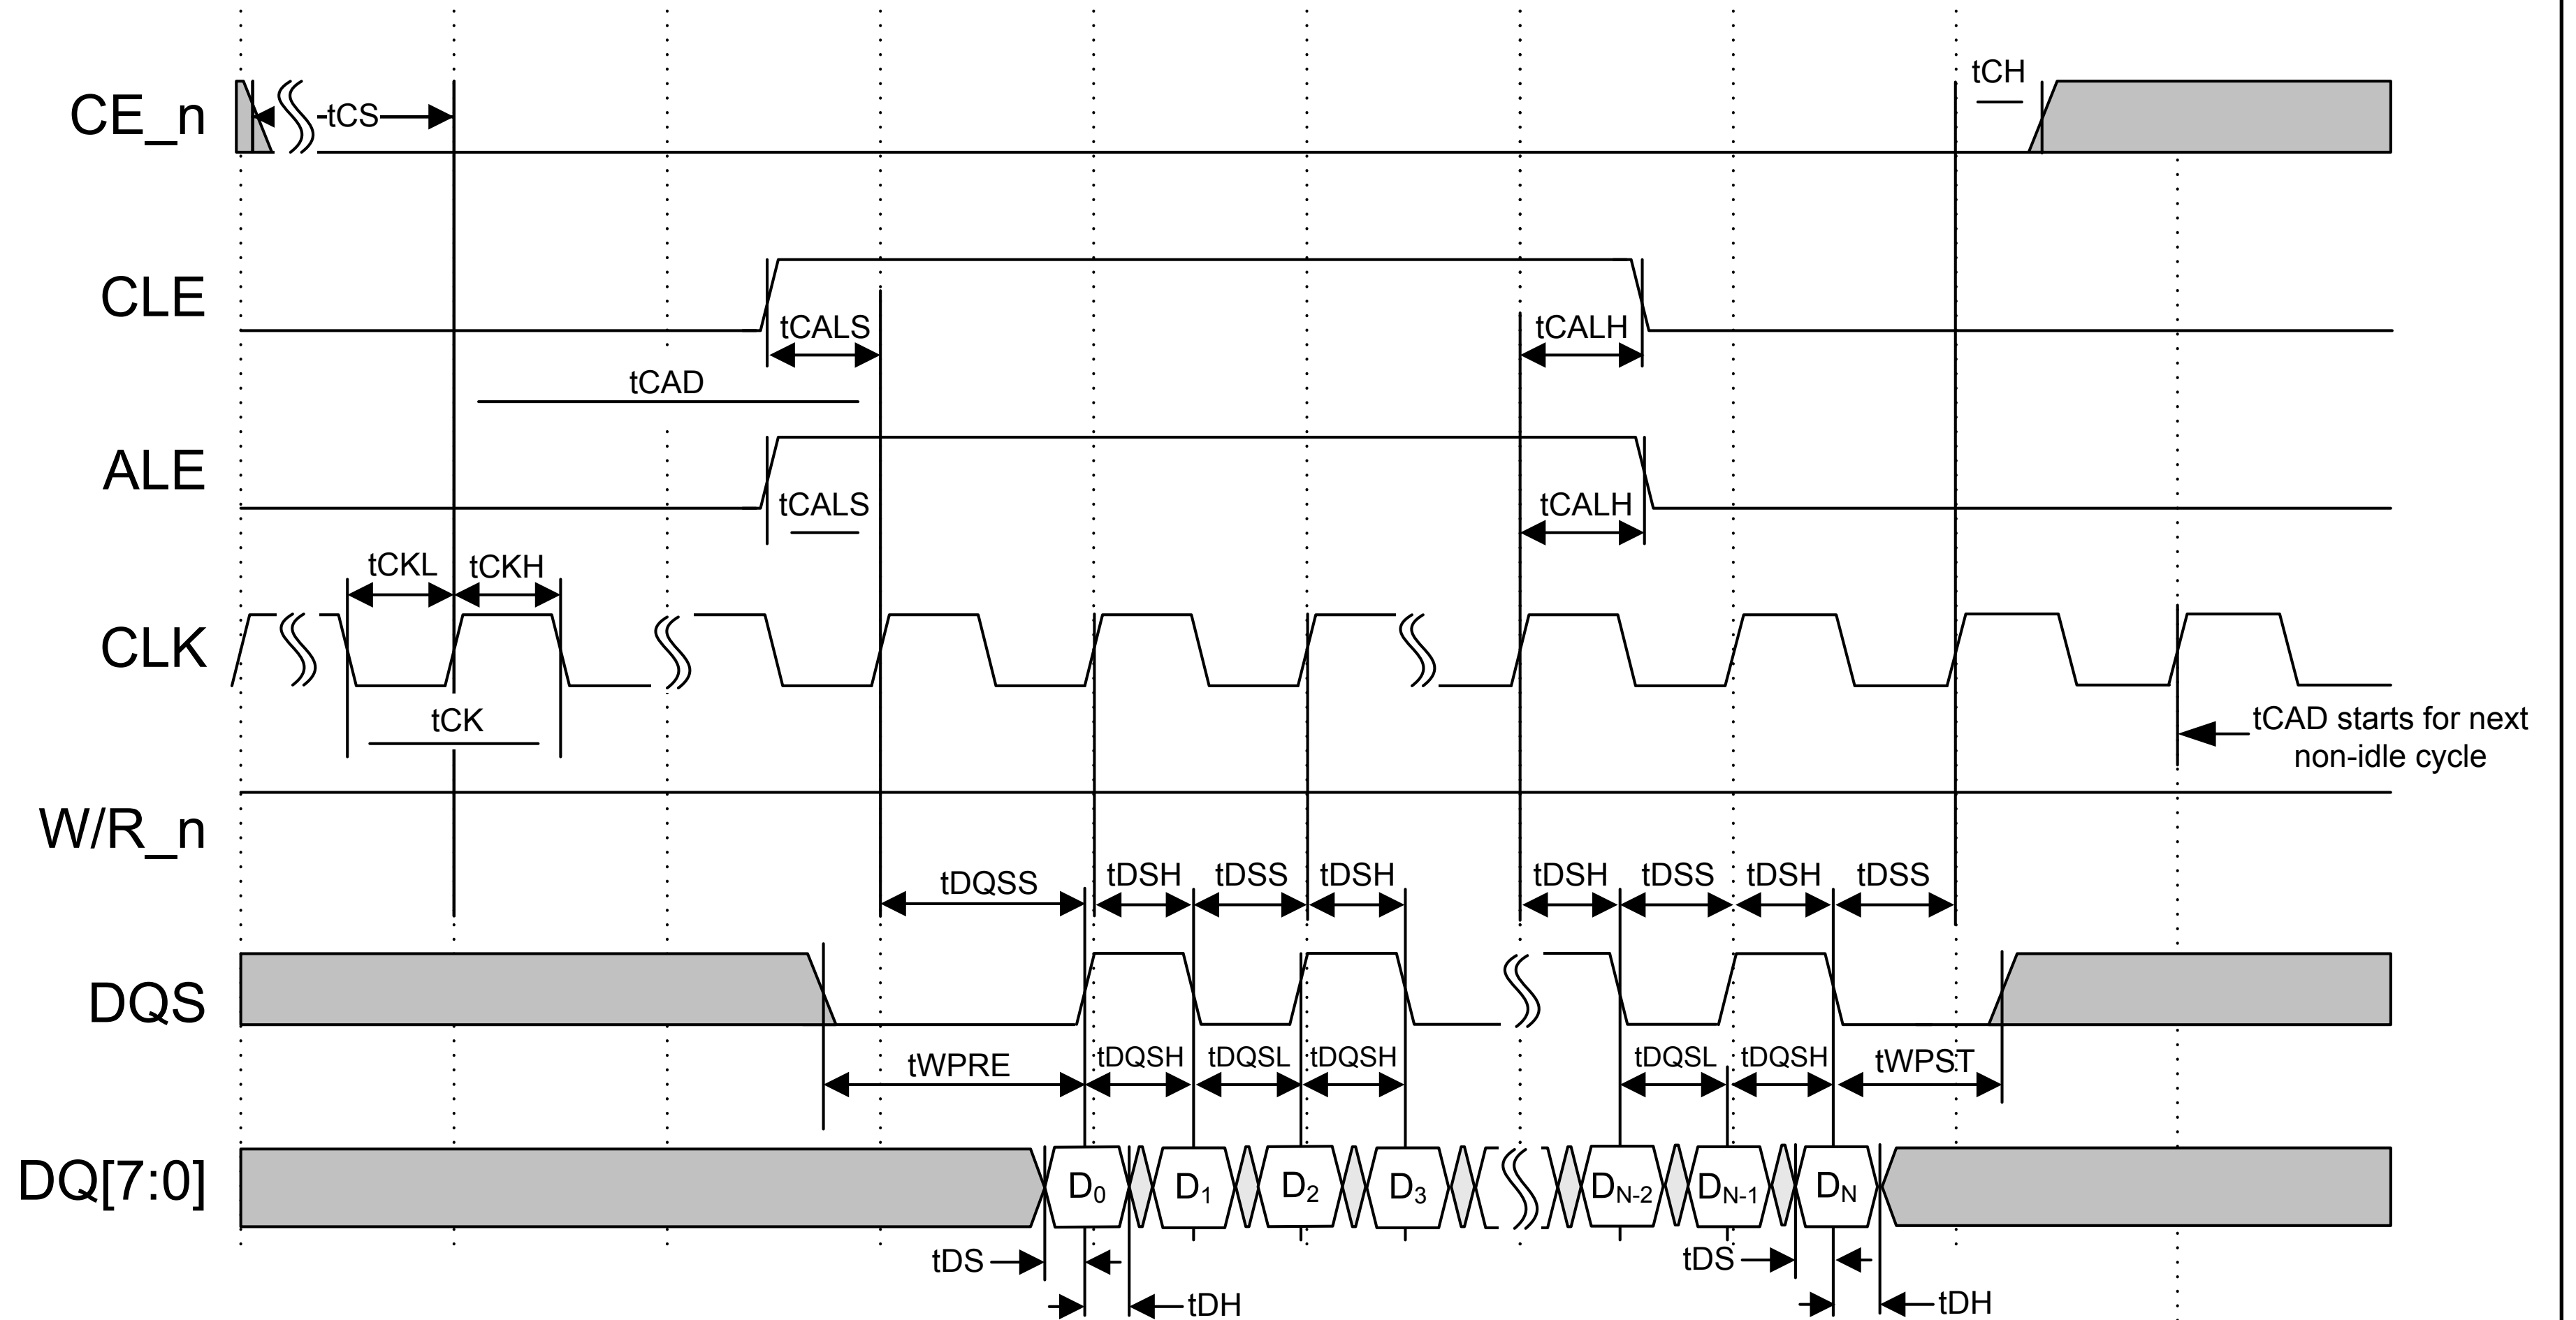 tCH
CE_n
tCS
CLE
tCALS
tCALH
tCAD
ALE
tCALS
tCALH
tCKL
tCKH
CLK
tCK
tCAD starts for next
non-idle cycle
W/R_n
tDQSS
tDSH
tDSS
tDSH
tDSH
tDSS
tDSH
tDSS
DQS
tWPRE
tDQSH
tDQSL
tDQSH
tDQSL
tDQSH
tWPST
DQ[7:0]
D0
D1
D2
D3
DN-2
DN-1
DN
tDS
tDS
tDH
tDH